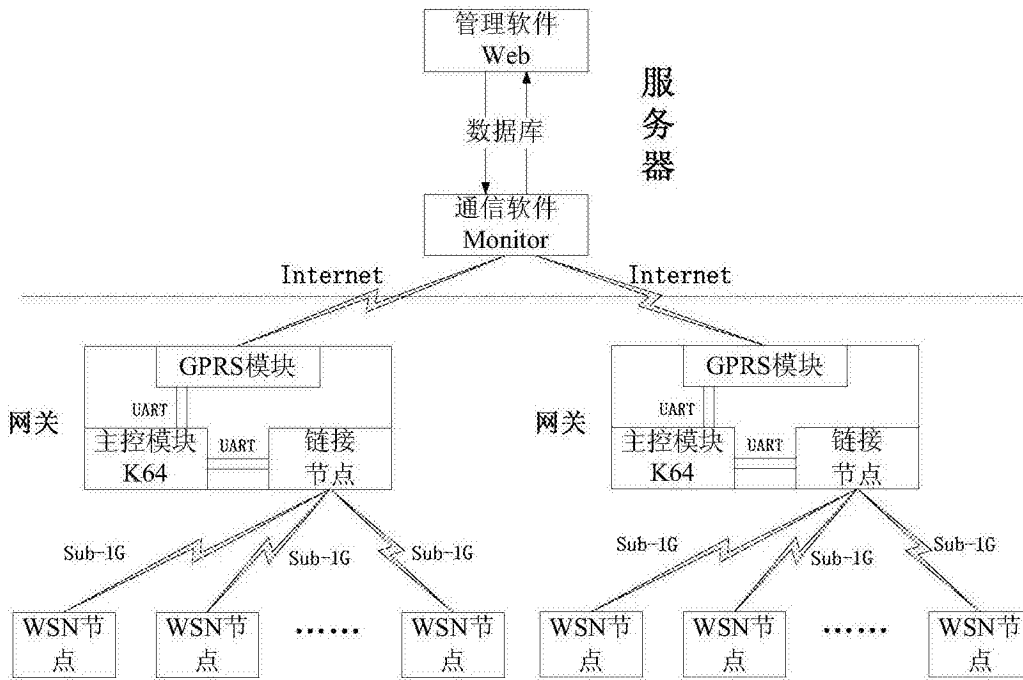 管理软件
Web
服务器
数据库
通信软件
Monitor
Internet
Internet
GPRS模块
GPRS模块
UART
UART
网关
网关
主控模块
K64
UART
链接
节点
主控模块
K64
UART
链接
节点
Sub-1G
Sub-1G
Sub-1G
Sub-1G
Sub-1G
Sub-1G
WSN节
点
WSN节
点
······
WSN节
点
WSN节
点
WSN节
点
······
WSN节
点